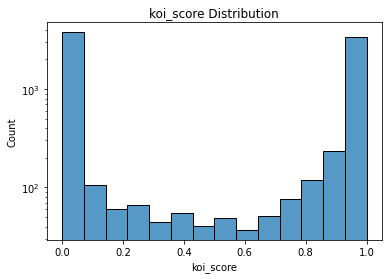 koi_score Distribution
Count
10³
10²
0.0 0.2 0.4 0.6 0.8 1.0
koi_score